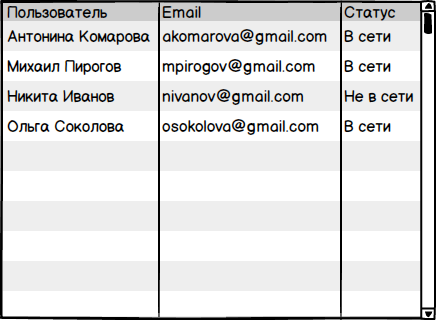 Пользователь Email Статус
Антонина Комарова akomarova@gmail.com В сети
Михаил Пирогов mpirogov@gmail.com В сети
Никита Иванов nivanov@gmail.com Не в сети
Ольга Соколова osokolova@gmail.com В сети